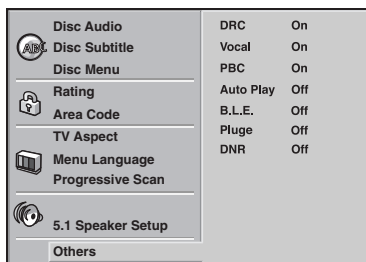 Disc Audio
ABC
Disc Subtitle
Disc Menu
Rating
A
Area Code
TV Aspect
Menu Language
Progressive Scan
5.1 Speaker Setup
Others
DRC On
Vocal On
PBC On
Auto Play Off
B.L.E. Off
Pluge Off
DNR Off